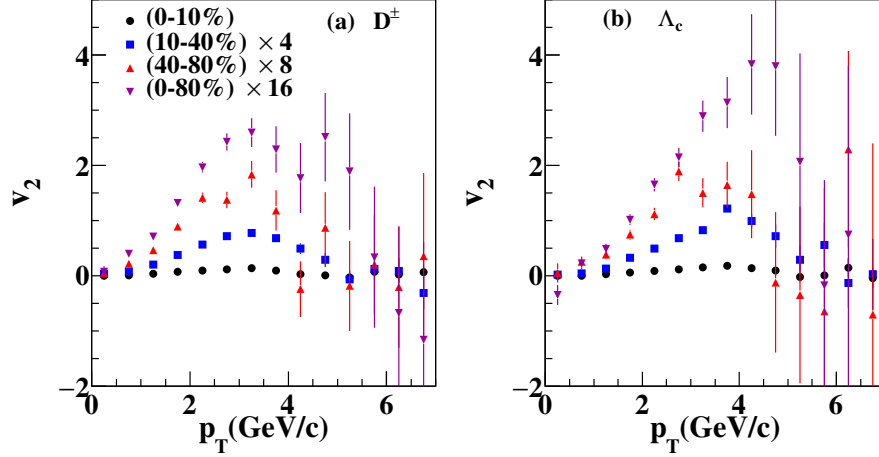 (a) D±
(0-10%)
(10-40%) × 4
(40-80%) × 8
(0-80%) × 16
v2
4
2
0
−2
0 2 4 6
pT(GeV/c)
(b) Λc
v2
4
2
0
−2
0 2 4 6
pT(GeV/c)